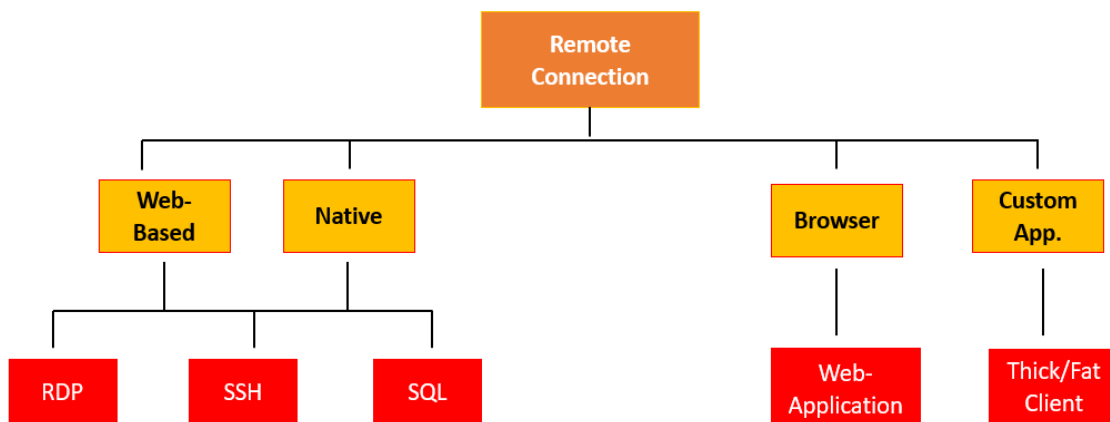 Remote
Connection
Web-
Based
Native
Browser
Custom
App.
RDP
SSH
SQL
Web-
Application
Thick/Fat
Client